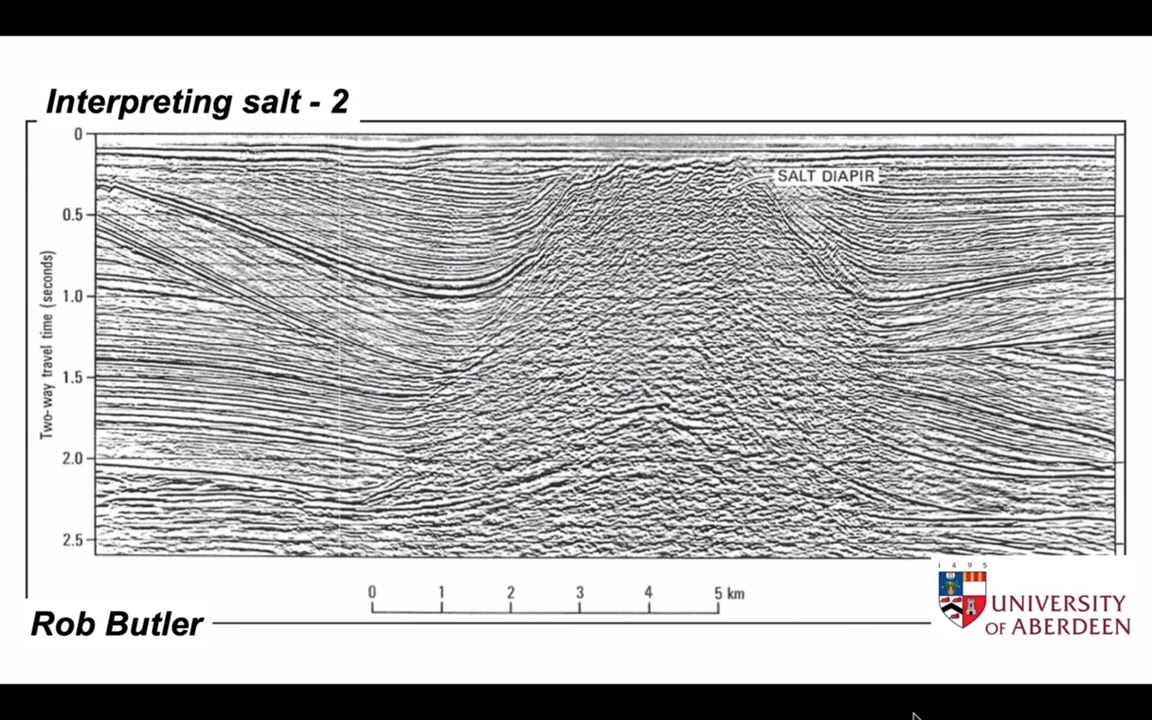 Interpreting salt - 2
0
SALT DIAPIR
0.5
1.0
1.5
2.0
2.5
Two-way travel time (seconds)
0 1 2 3 4 5 km
Rob Butler
1 4 9 5
UNIVERSITY
OF ABERDEEN